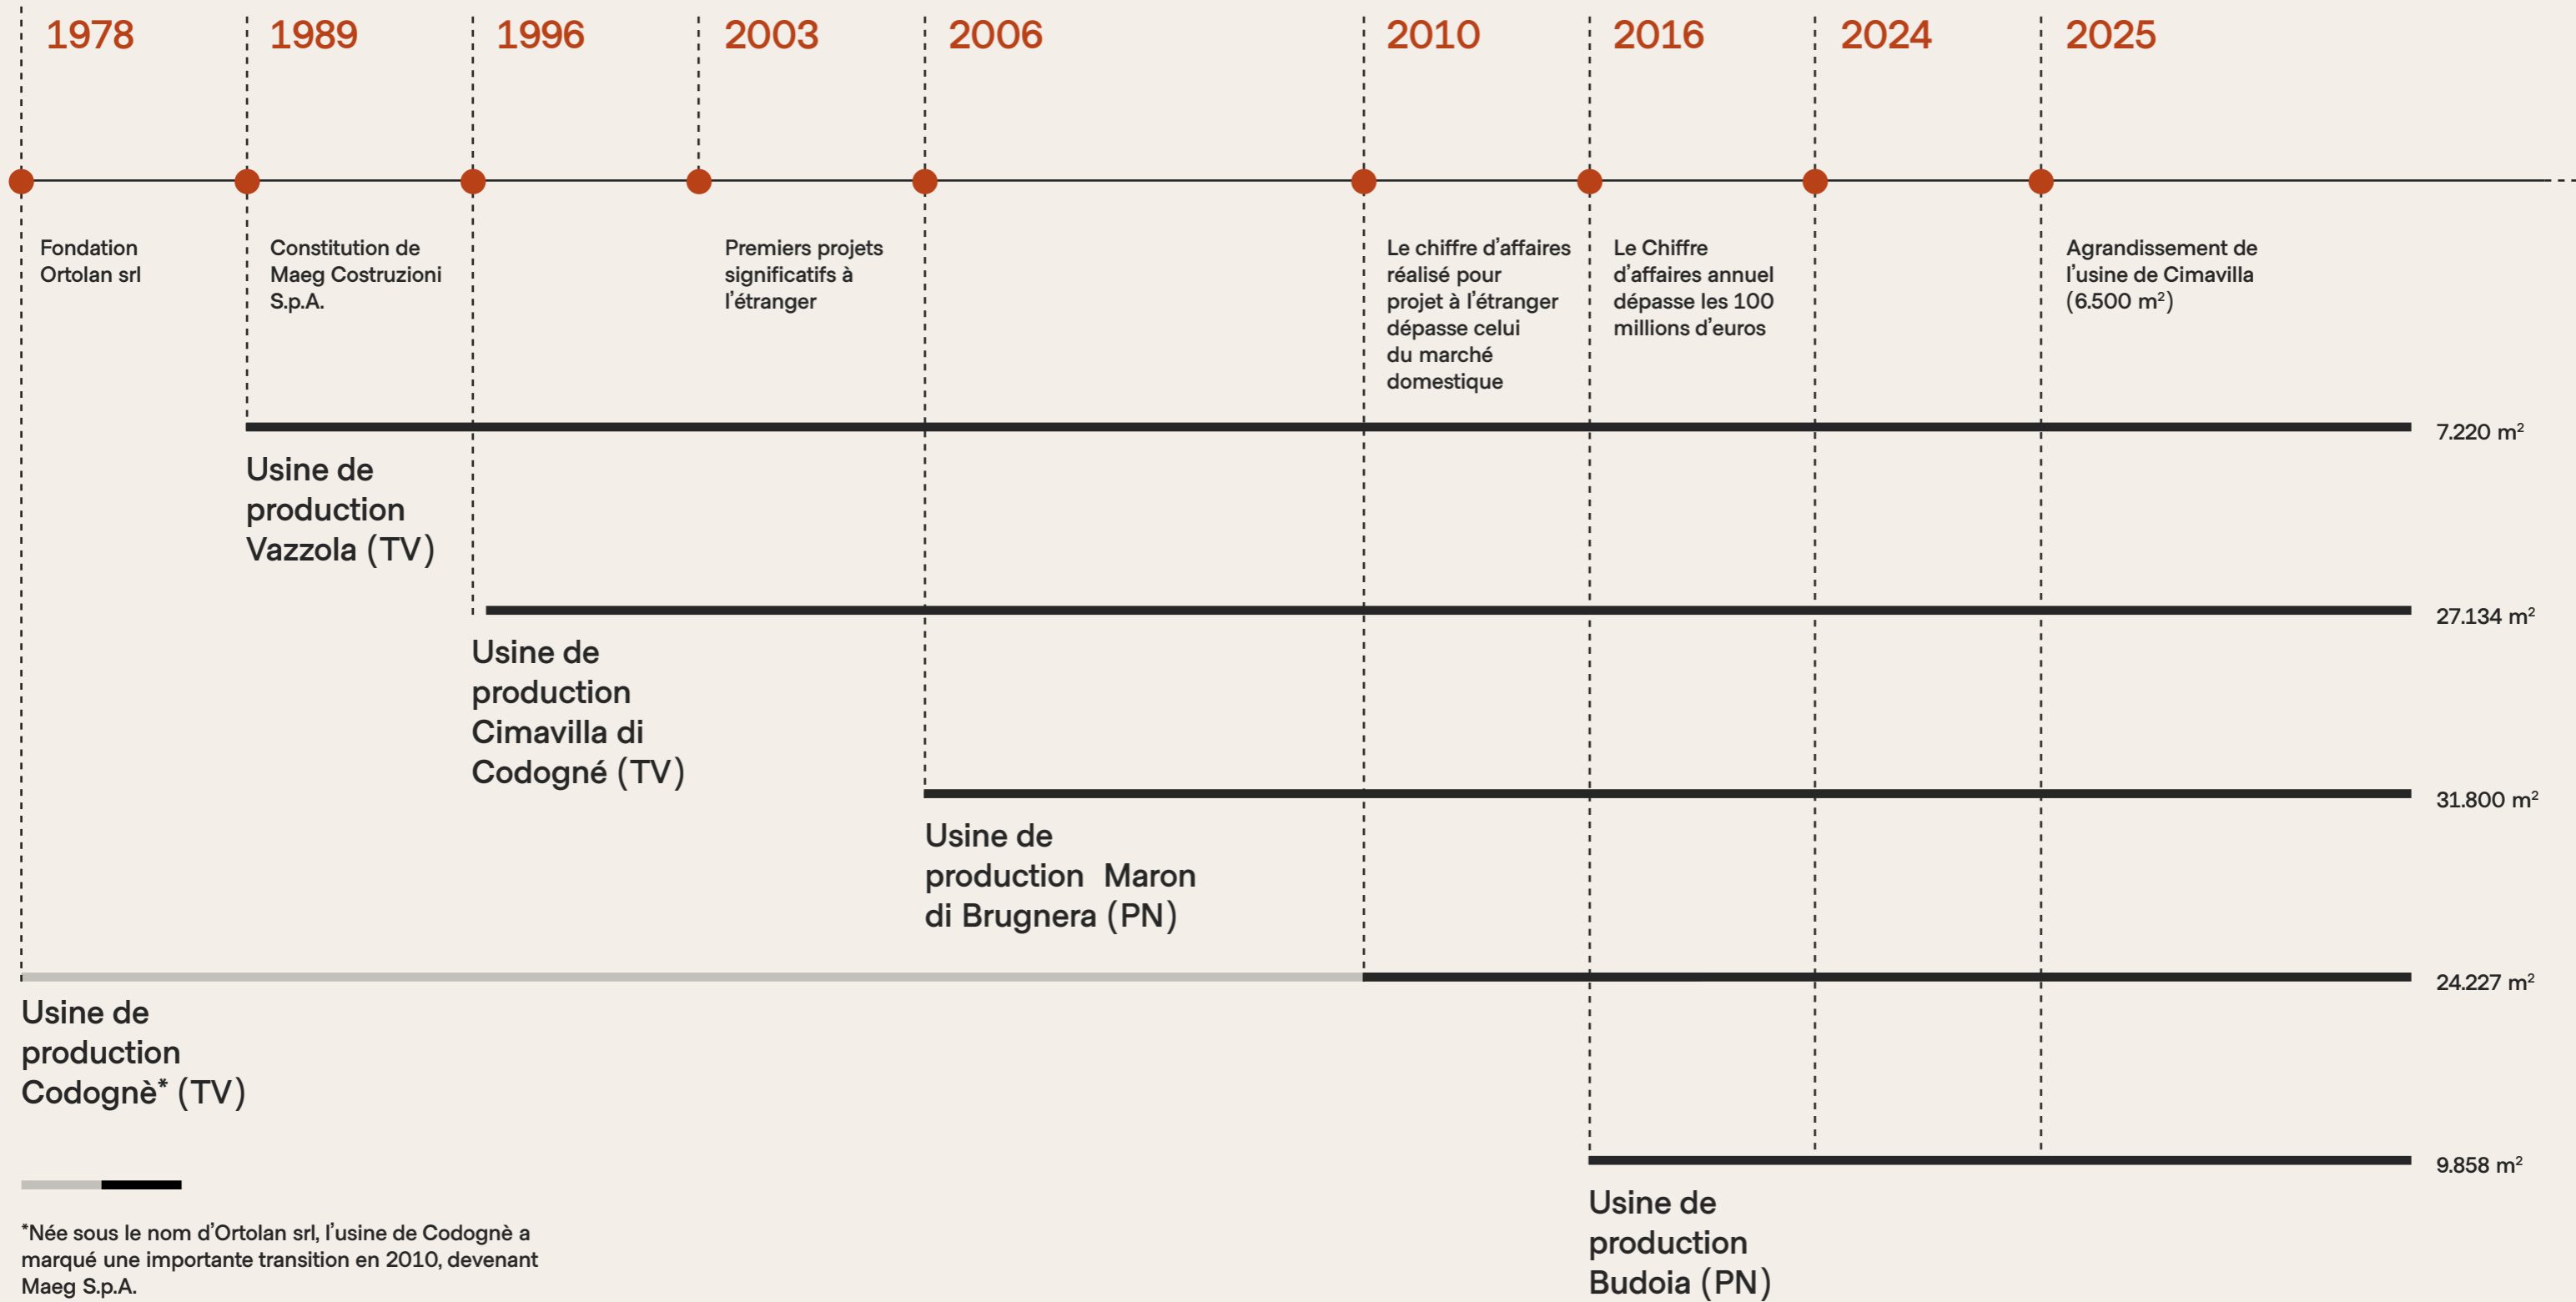 1978
1989
1996
2003
2006
2010
2016
2024
2025
Fondation
Ortolan srl
Constitution de
Maeg Costruzioni
S.p.A.
Premiers projets
significatifs à
l'étranger
Le chiffre d'affaires
réalisé pour
projet à l'étranger
dépasse celui
du marché
domestique
Le Chiffre
d'affaires annuel
dépasse les 100
millions d'euros
Agrandissement de
l'usine de Cimavilla
(6.500 m²)
7.220 m²
Usine de
production
Vazzola (TV)
27.134 m²
Usine de
production
Cimavilla di
Codogné (TV)
31.800 m²
Usine de
production Maron
di Brugnera (PN)
24.227 m²
Usine de
production
Codognè* (TV)
9.858 m²
Usine de
production
Budoia (PN)
*Née sous le nom d'Ortolan srl, l'usine de Codognè a
marqué une importante transition en 2010, devenant
Maeg S.p.A.